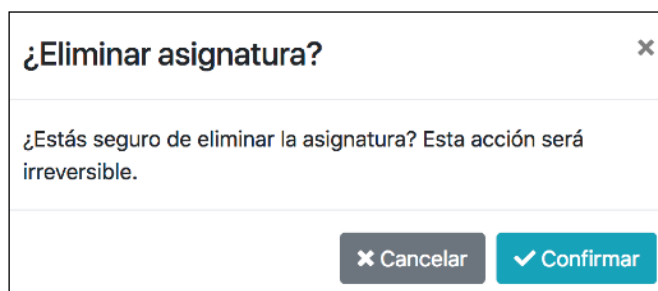 ¿Eliminar asignatura?
¿Estás seguro de eliminar la asignatura? Esta acción será
irreversible.
Cancelar
Confirmar